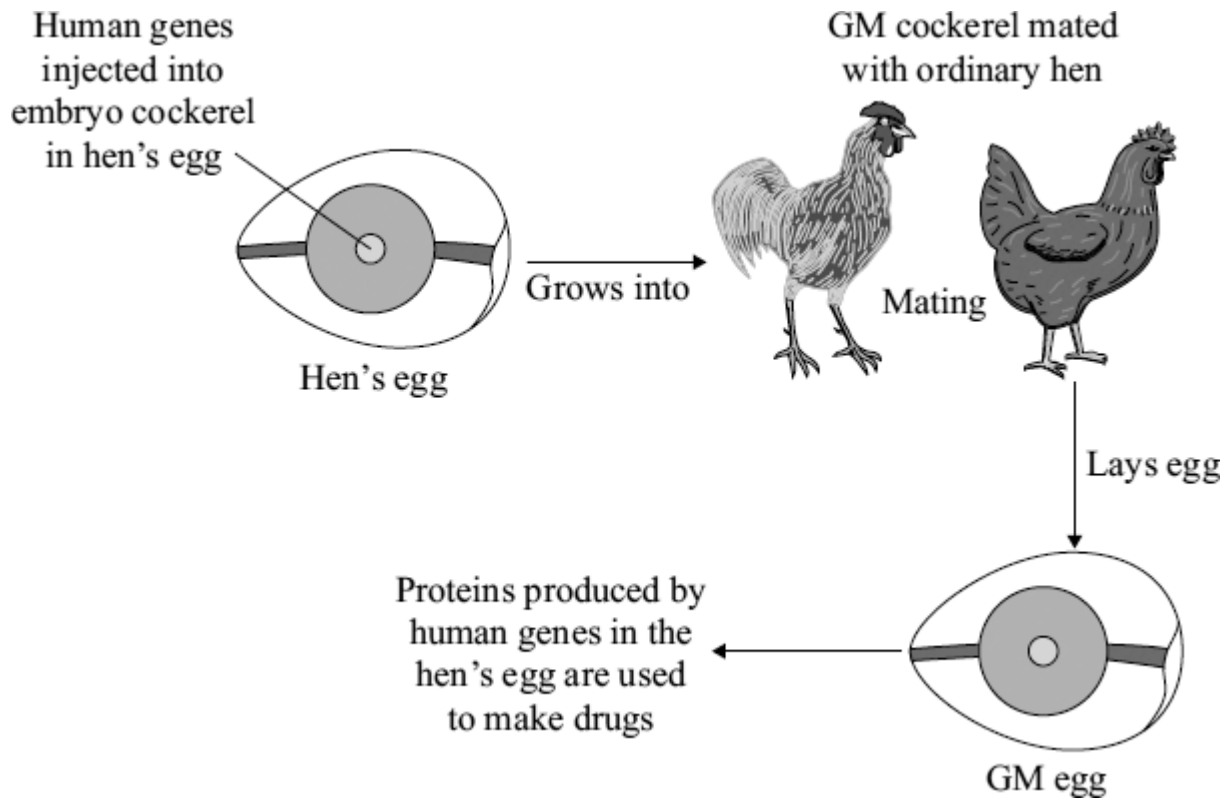 Human genes
injected into
embryo cockerel
in hen's egg
Hen's egg
Grows into
GM cockerel mated
with ordinary hen
Mating
Lays egg
GM egg
Proteins produced by
human genes in the
hen's egg are used
to make drugs